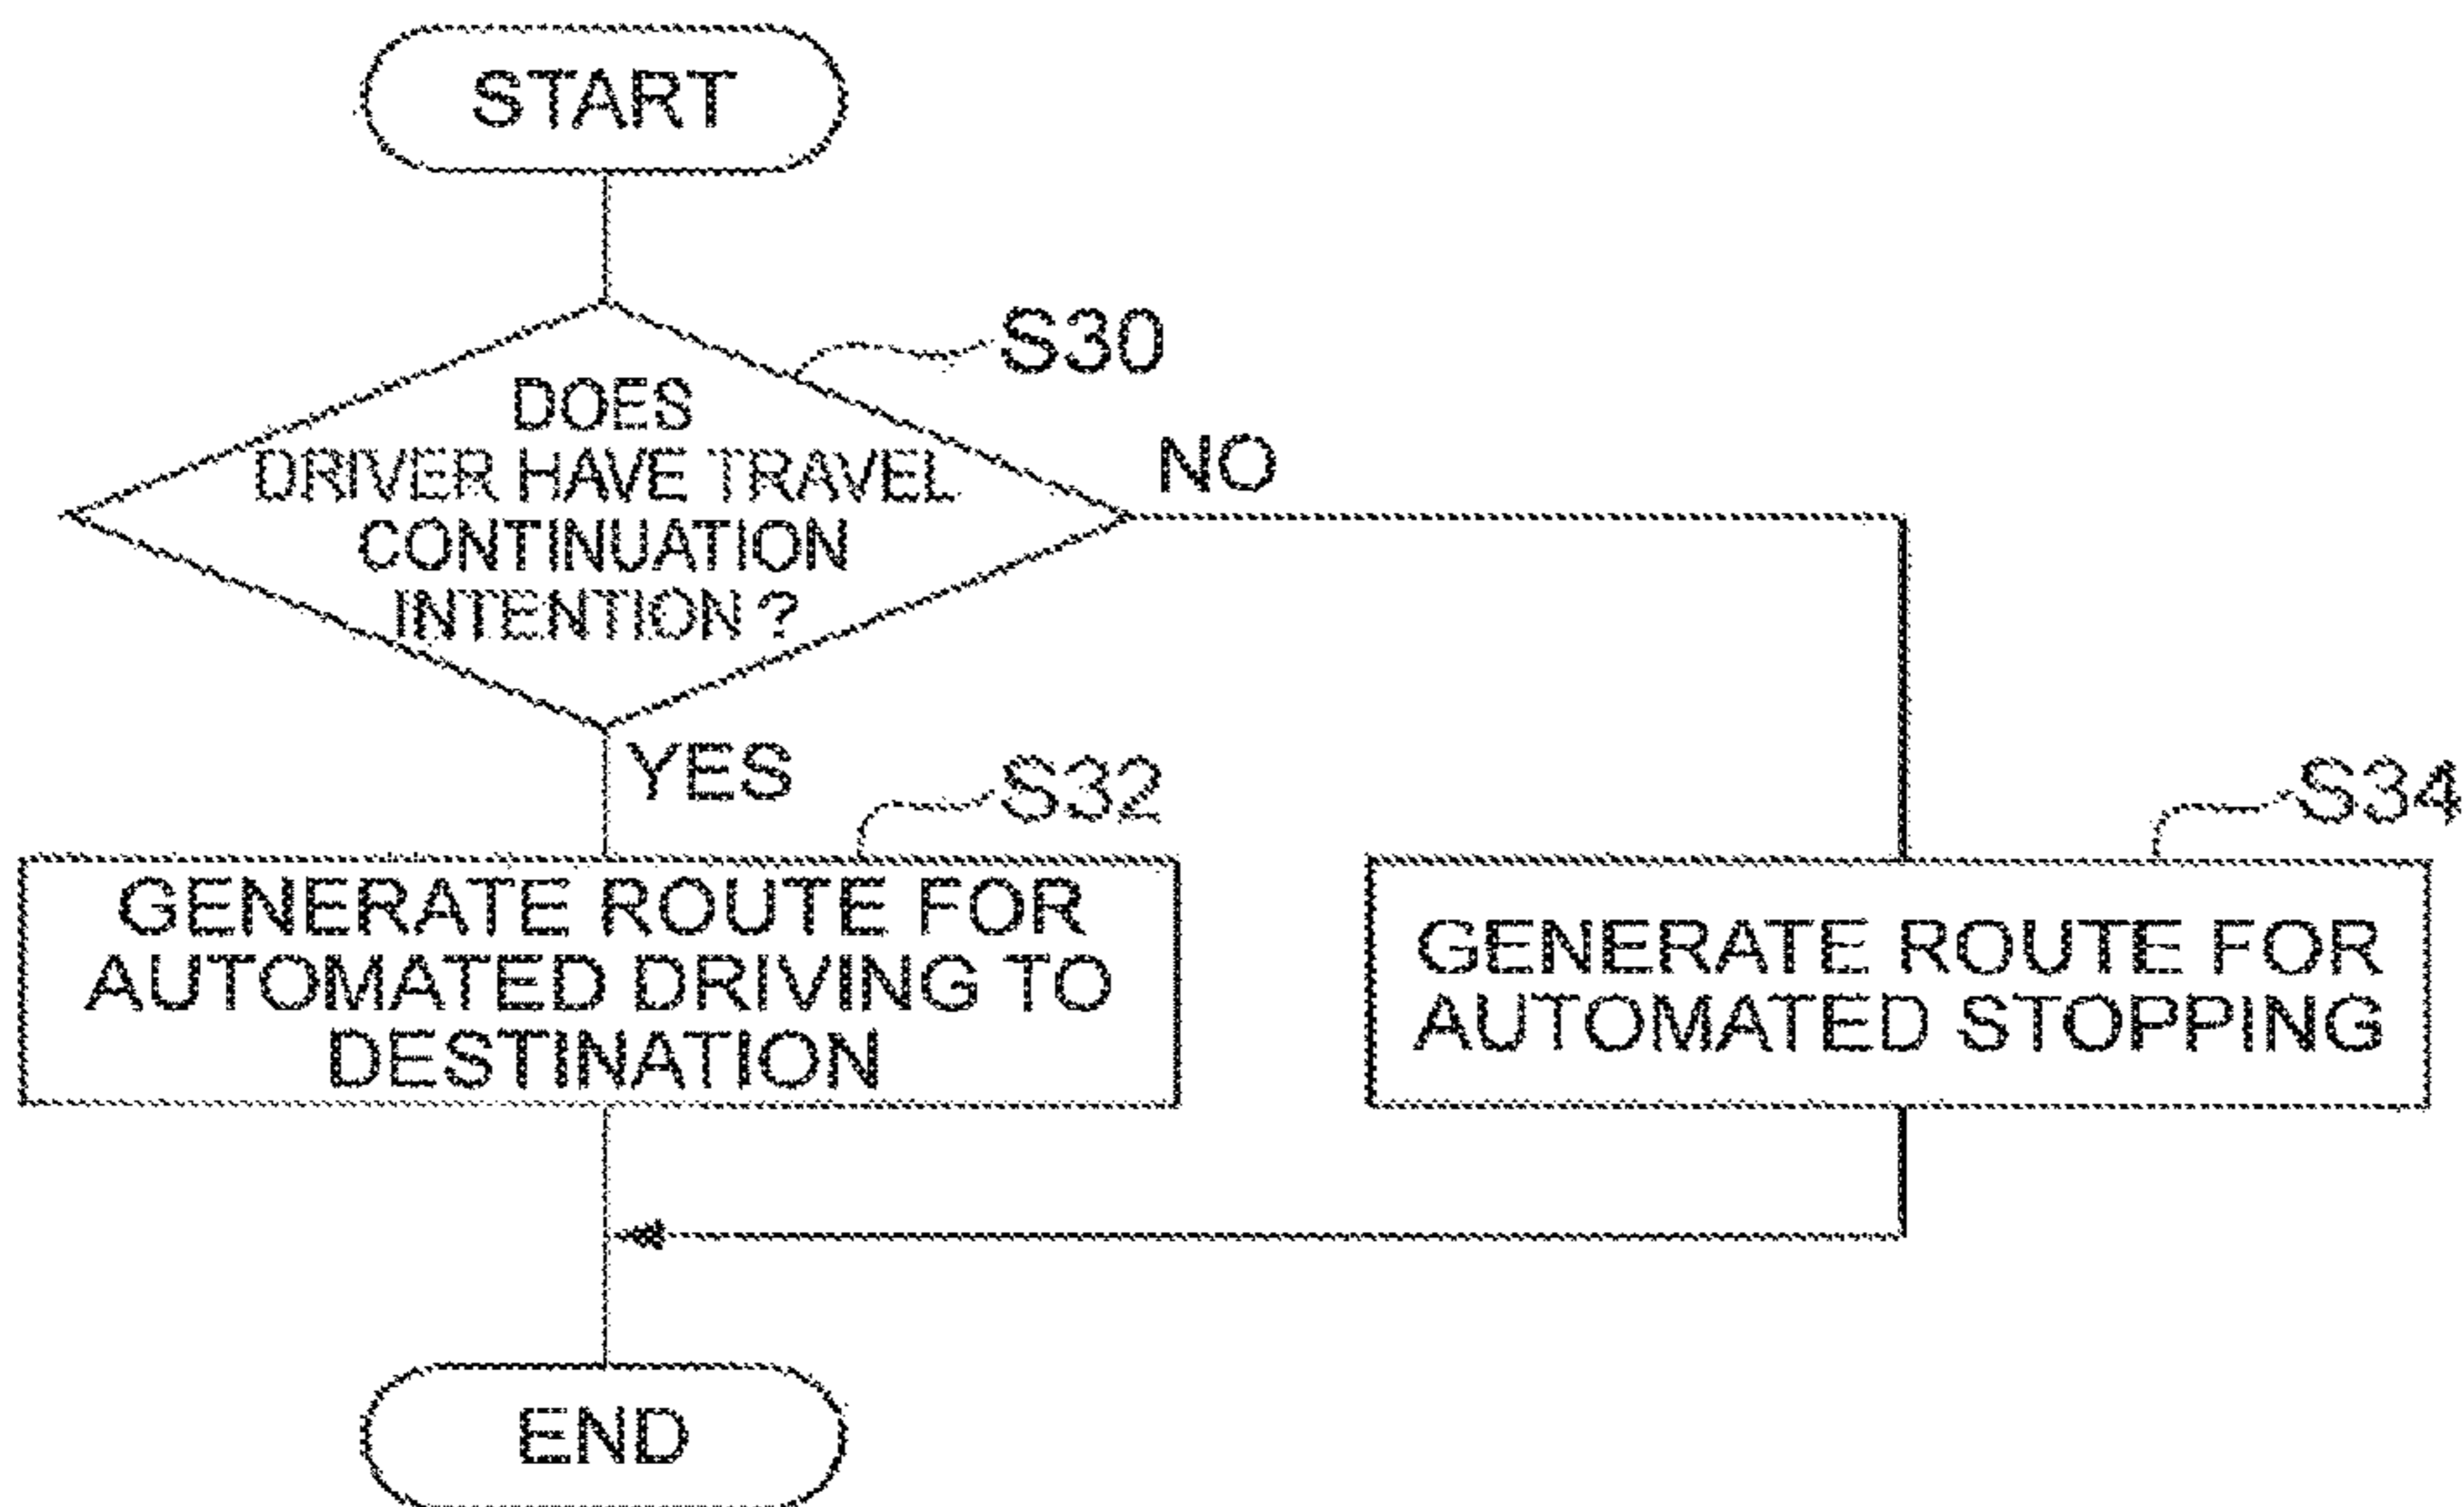 START
S30
DOES
DRIVER HAVE TRAVEL
CONTINUATION
INTENTION ?
NO
YES
S32
S34
GENERATE ROUTE FOR
AUTOMATED DRIVING TO
DESTINATION
GENERATE ROUTE FOR
AUTOMATED STOPPING
END